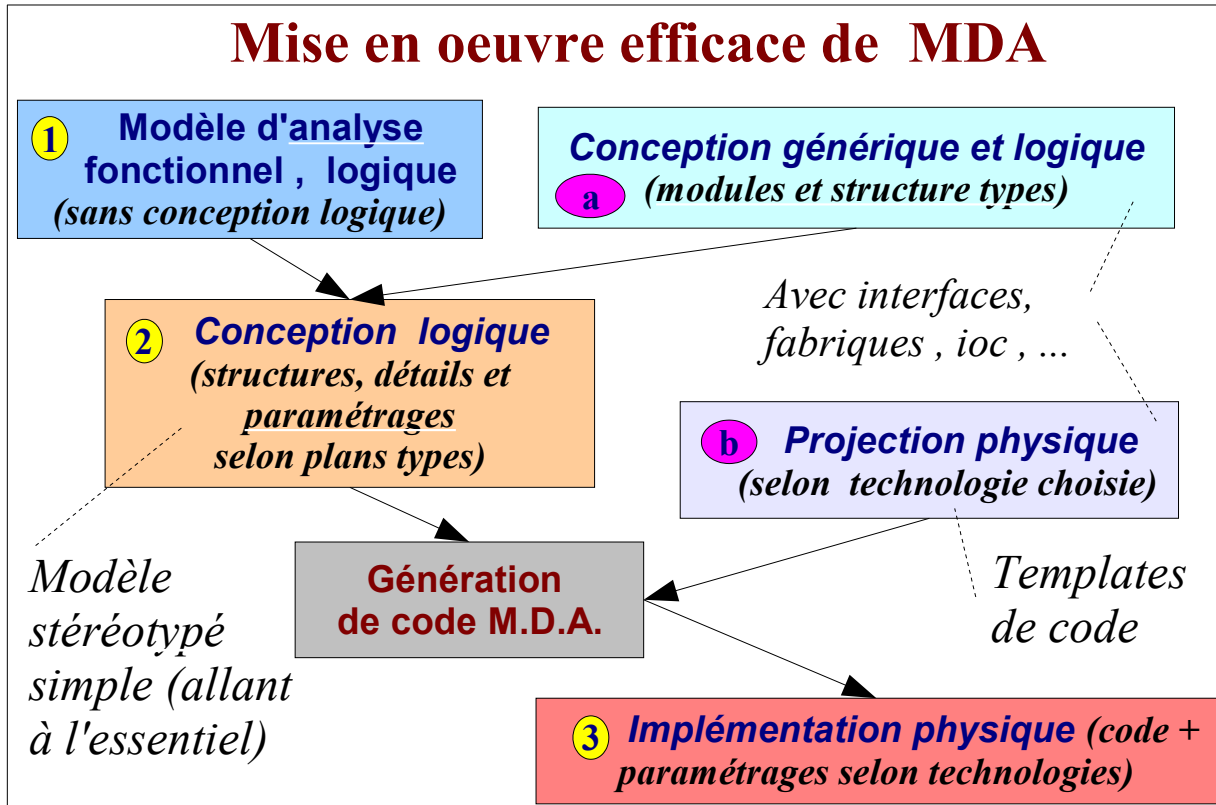 Mise en oeuvre efficace de MDA
1 Modèle d'analyse
fonctionnel , logique
(sans conception logique)
Conception générique et logique
a (modules et structure types)
Avec interfaces,
fabriques , ioc , ...
2 Conception logique
(structures, détails et
paramétrages
selon plans types)
b Projection physique
(selon technologie choisie)
Modèle
stéréotypé
simple (allant
à l'essentiel)
Génération
de code M.D.A.
Templates
de code
3 Implémentation physique (code +
paramétrages selon technologies)